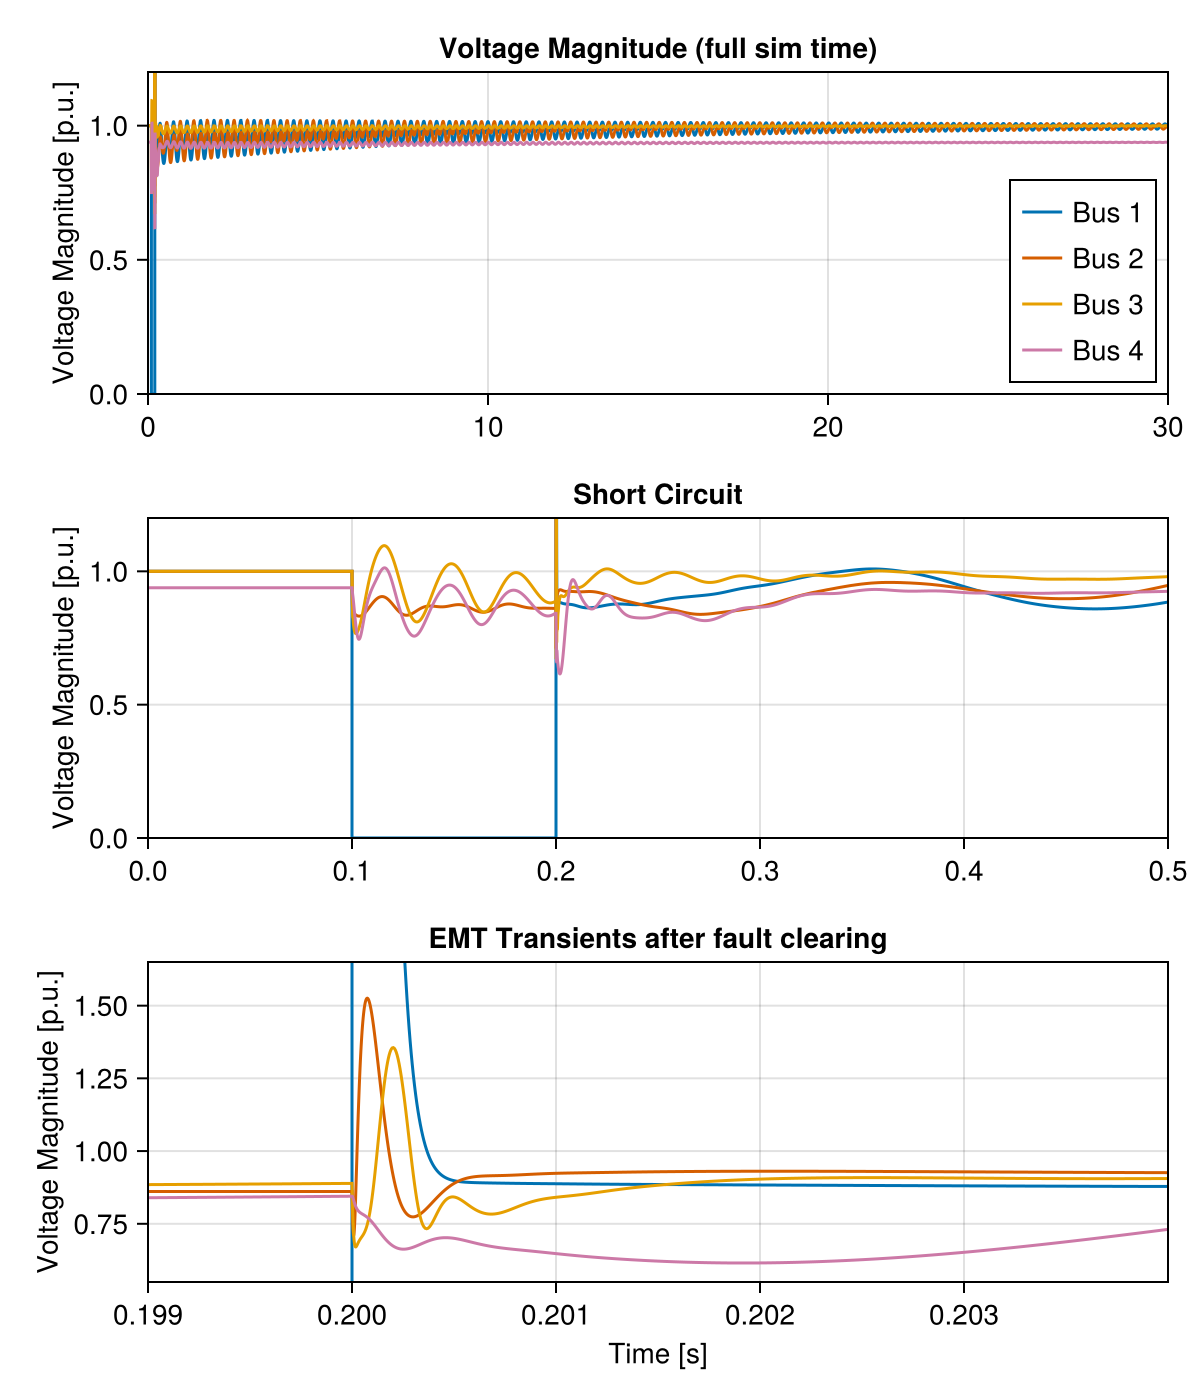 Voltage Magnitude (full sim time)
Voltage Magnitude [p.u.]
1.0
0.5
0.0
0 10 20 30
Bus 1
Bus 2
Bus 3
Bus 4
Short Circuit
Voltage Magnitude [p.u.]
1.0
0.5
0.0
0.0 0.1 0.2 0.3 0.4 0.5
EMT Transients after fault clearing
Voltage Magnitude [p.u.]
1.50
1.25
1.00
0.75
0.199 0.200 0.201 0.202 0.203
Time [s]